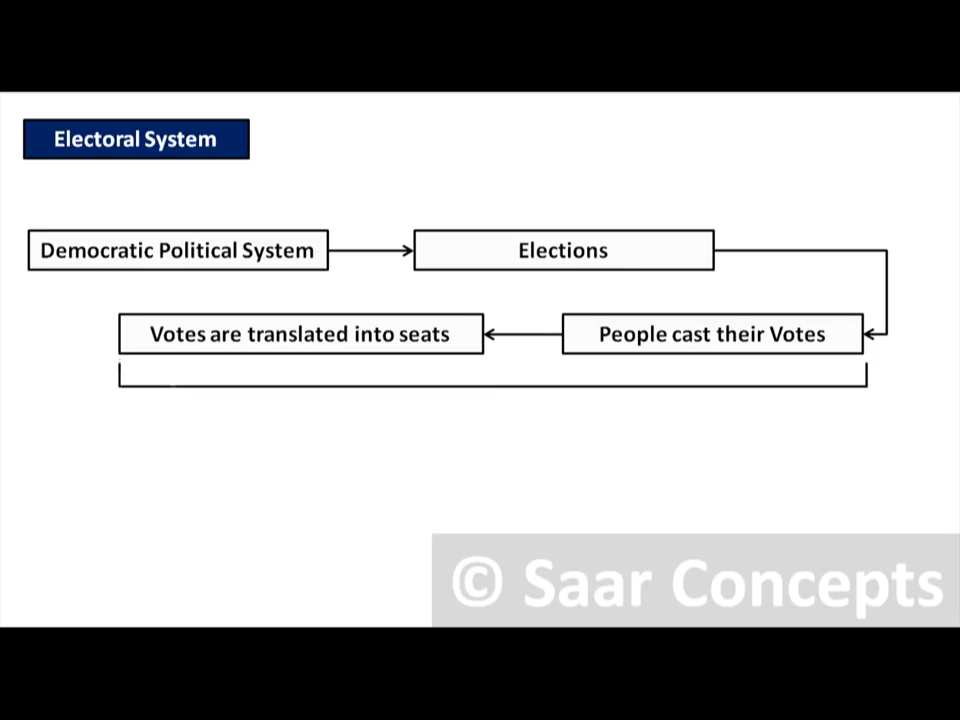 Electoral System
Democratic Political System
Elections
People cast their Votes
Votes are translated into seats
© Saar Concepts